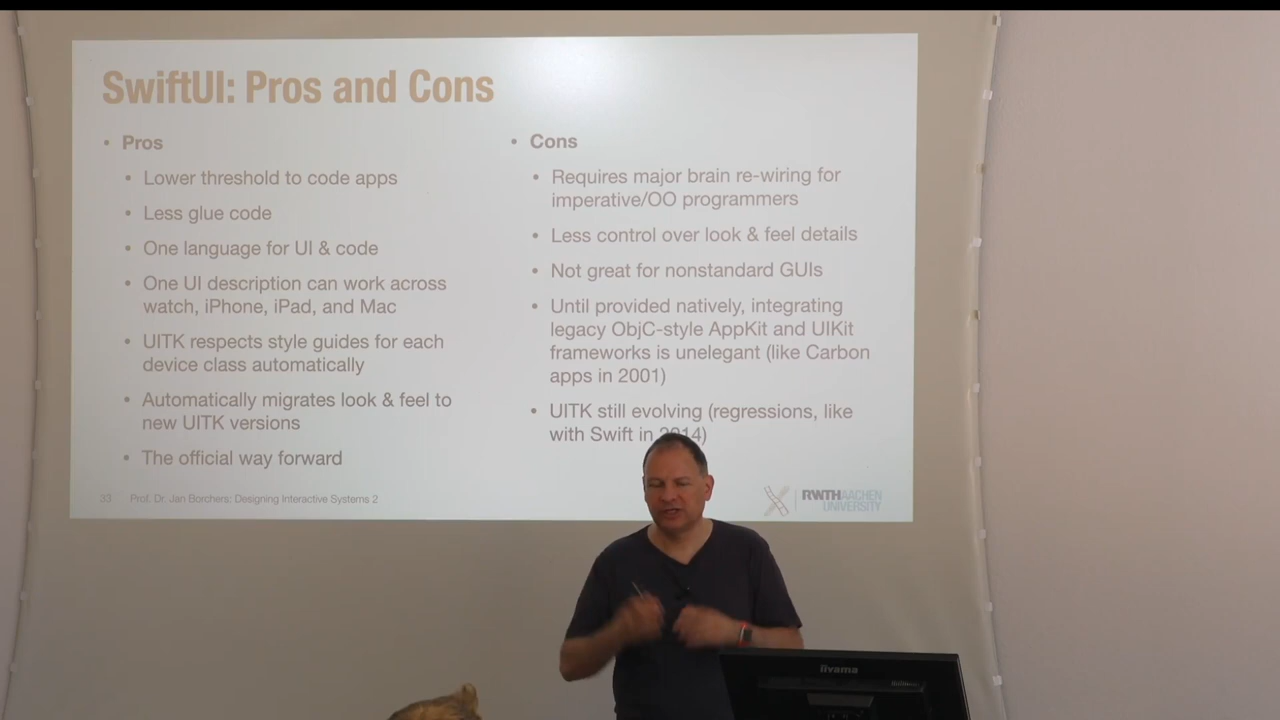 SwiftUI: Pros and Cons
• Pros
• Lower threshold to code apps
• Less glue code
• One language for UI & code
• One UI description can work across
watch, iPhone, iPad, and Mac
• UITK respects style guides for each
device class automatically
• Automatically migrates look & feel to
new UITK versions
• The official way forward
• Cons
• Requires major brain re-wiring for
imperative/OO programmers
• Less control over look & feel details
• Not great for nonstandard GUIs
• Until provided natively, integrating
legacy ObjC-style AppKit and UIKit
frameworks is unelegant (like Carbon
apps in 2001)
• UITK still evolving (regressions, like
with Swift in 2014)
33 Prof. Dr. Jan Borchers: Designing Interactive Systems 2
RWTHAACHEN
UNIVERSITY
iiyama